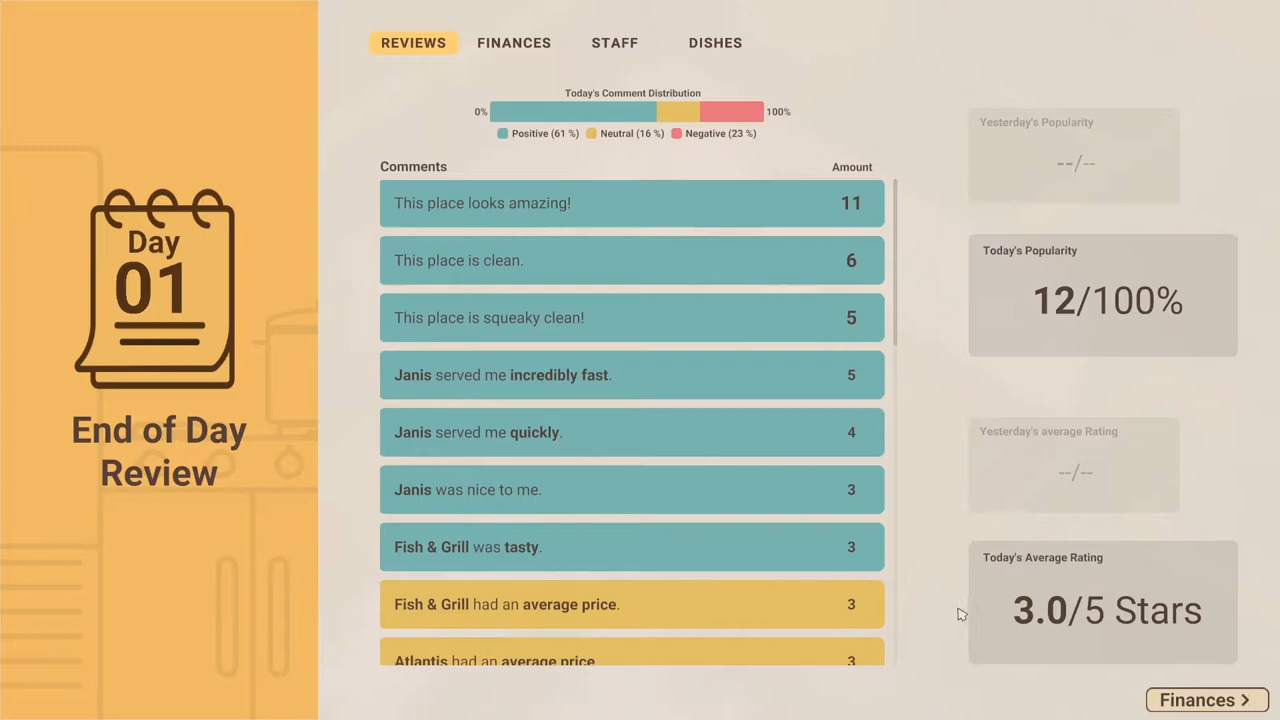 REVIEWS FINANCES STAFF DISHES
Today's Comment Distribution
0% 100%
Positive (61 %) Neutral (16 %) Negative (23 %)
Comments Amount
This place looks amazing! 11
This place is clean. 6
This place is squeaky clean! 5
Janis served me incredibly fast. 5
Janis served me quickly. 4
Janis was nice to me. 3
Fish & Grill was tasty. 3
Fish & Grill had an average price. 3
Atlantis had an average price 3
Day
01
End of Day
Review
Yesterday's Popularity
--/--
Today's Popularity
12/100%
Yesterday's average Rating
--/--
Today's Average Rating
3.0/5 Stars
Finances >